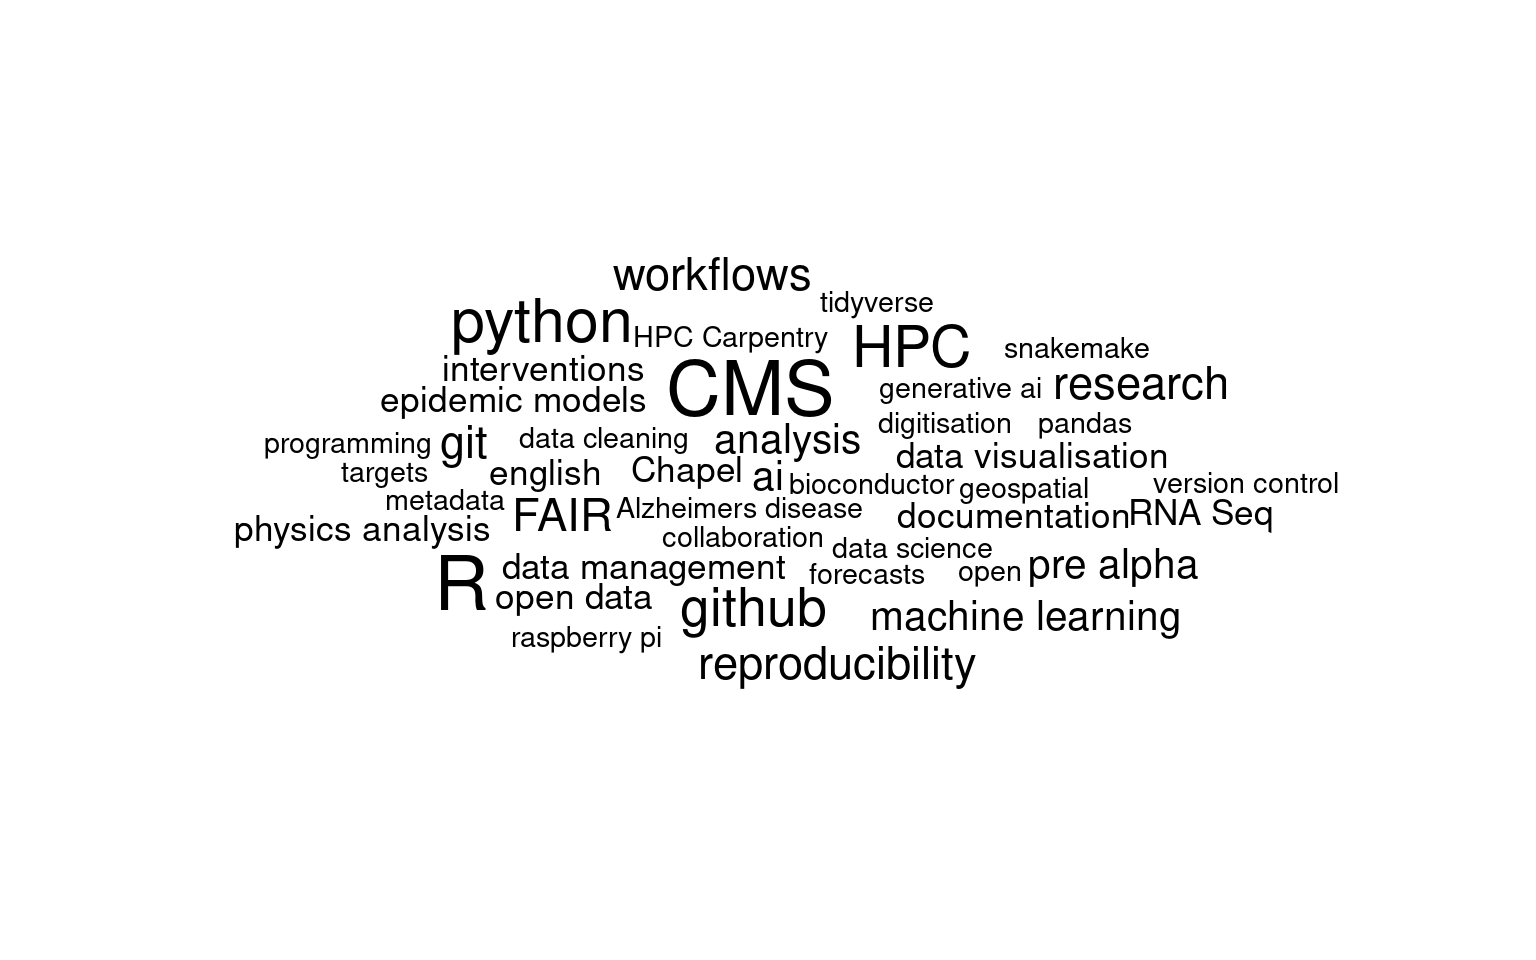 workflows
tidyverse
python
HPC Carpentry
HPC
snakemake
interventions
CMS
generative ai
research
epidemic models
digitisation
pandas
programming
git
data cleaning
analysis
data visualisation
targets
english
Chapel
ai
bioconductor
geospatial
version control
metadata
FAIR
Alzheimers disease
documentation
RNA Seq
physics analysis
collaboration
data science
R
data management
forecasts
open
pre alpha
open data
github
machine learning
raspberry pi
reproducibility